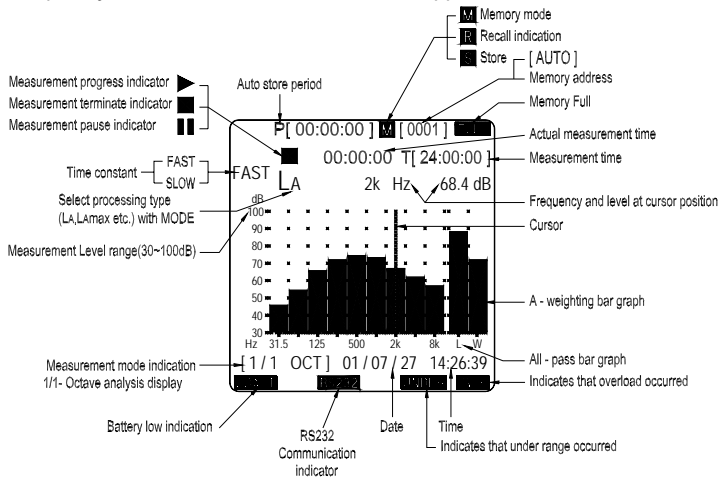 M Memory mode
R Recall indication
S Store
[ AUTO ]
Memory address
Memory Full
Measurement progress indicator
Measurement terminate indicator
Measurement pause indicator
Auto store period
P[ 00:00:00 ] M [ 0001 ]
Actual measurement time
00:00:00 T[ 24:00:00 ]
Measurement time
Time constant
FAST
SLOW
FAST
LA 2k Hz 68.4 dB
Frequency and level at cursor position
Select processing type
(LA,LAmax etc.) with MODE
Measurement Level range(30~100dB)
dB
100
90
80
70
60
50
40
30
Cursor
A - weighting bar graph
Hz 31.5 125 500 2k 8k L W
All - pass bar graph
Measurement mode indication
1/1- Octave analysis display
[ 1 / 1 OCT ] 01 / 07 / 27 14:26:39
Indicates that overload occurred
Battery low indication
RS232
Communication
indicator
Date
Time
Indicates that under range occurred